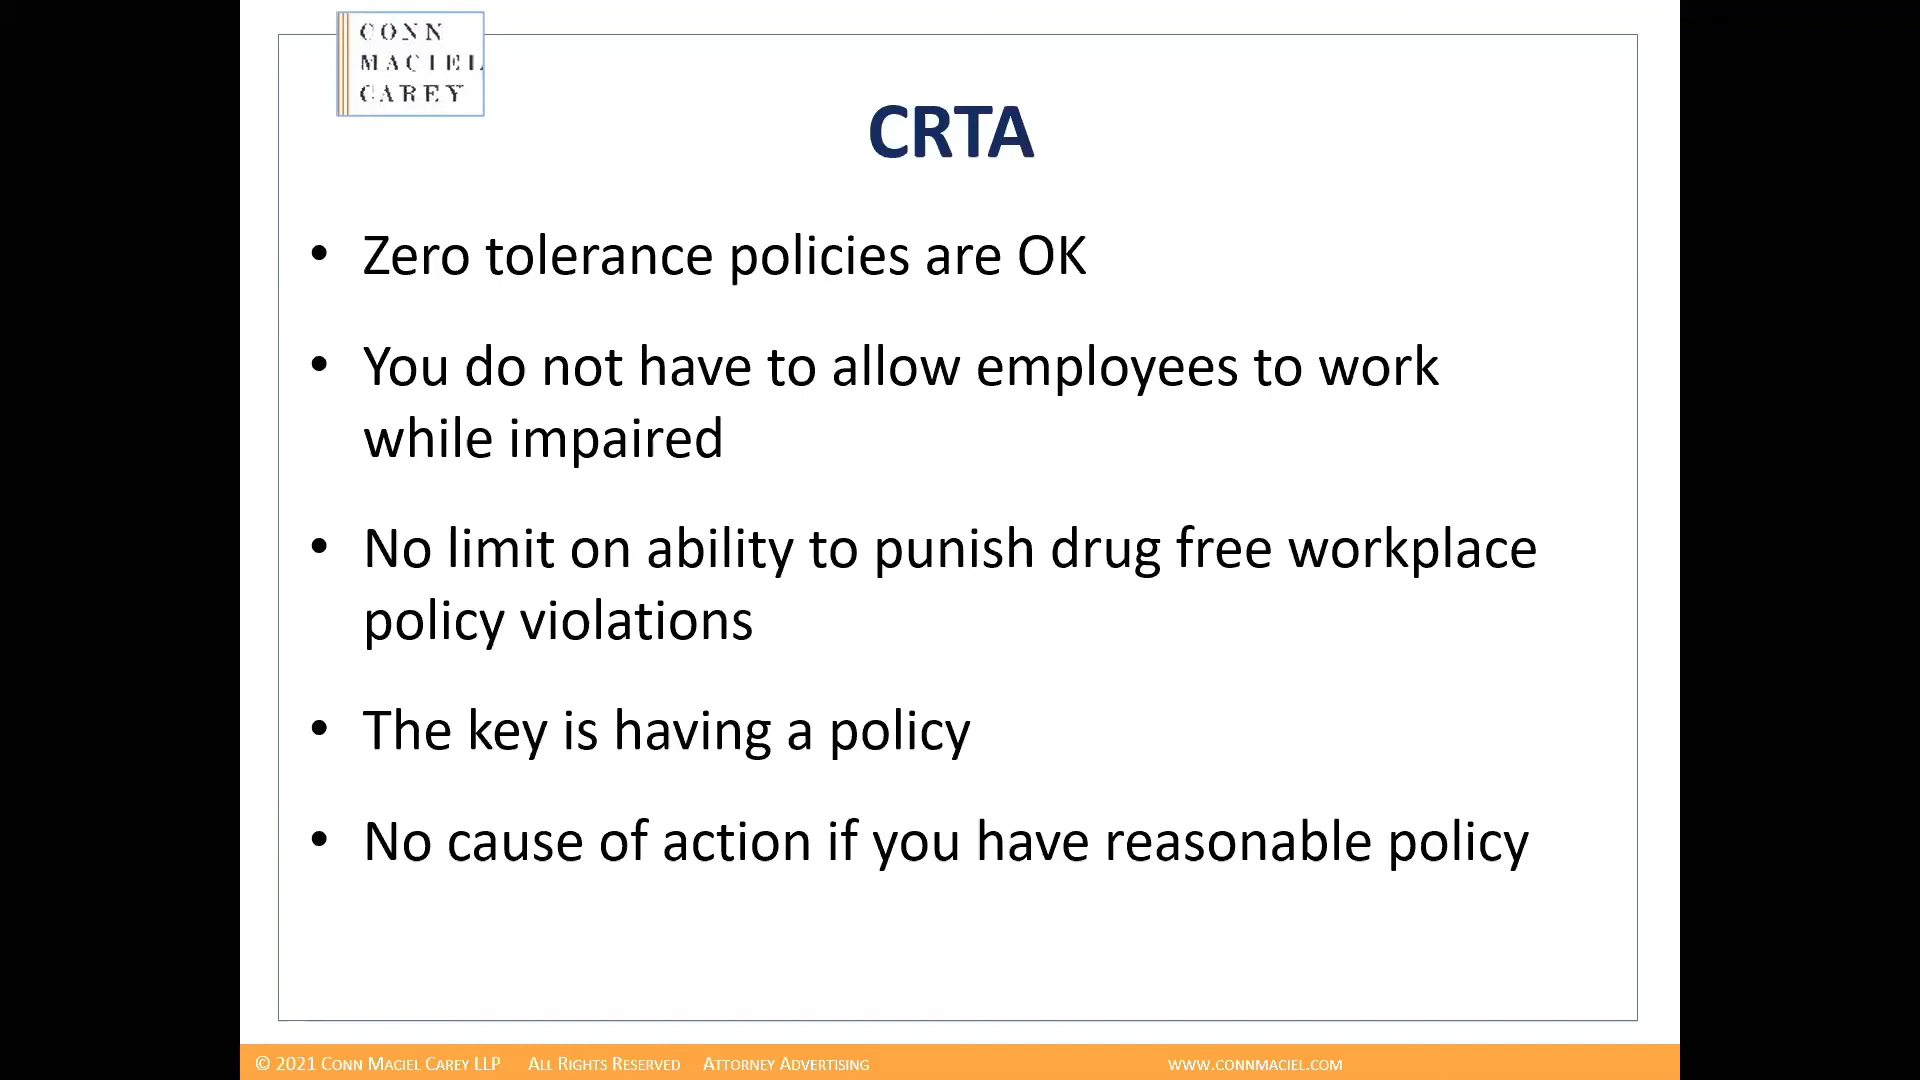 CONN
MACIEL
CAREY
CRTA
• Zero tolerance policies are OK
• You do not have to allow employees to work
while impaired
• No limit on ability to punish drug free workplace
policy violations
• The key is having a policy
• No cause of action if you have reasonable policy
© 2021 CONN MACIEL CAREY LLP ALL RIGHTS RESERVED ATTORNEY ADVERTISING WWW.CONNMACIEL.COM